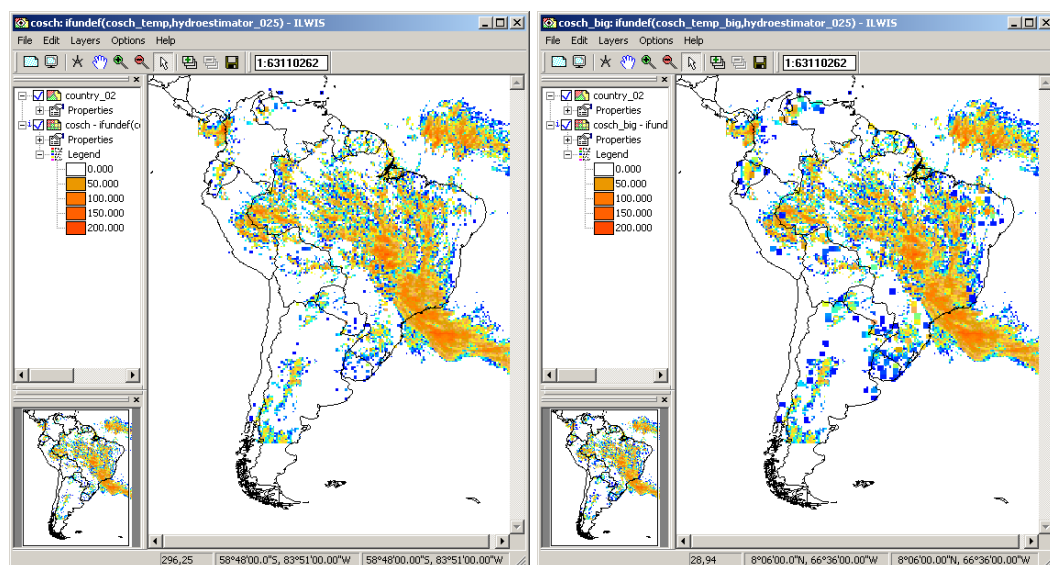 cosch: ifundef(cosch_temp,hydroestimator_025) - ILWIS
File Edit Layers Options Help
1:63110262
country_02
Properties
cosch - ifundef(c
Properties
Legend
0.000
50.000
100.000
150.000
200.000
296,25 58°48'00.0"S, 83°51'00.00"W 58°48'00.0"S, 83°51'00.00"W
cosch_big: ifundef(cosch_temp_big,hydroestimator_025) - ILWIS
File Edit Layers Options Help
1:63110262
country_02
Properties
cosch_big - ifund
Properties
Legend
0.000
50.000
100.000
150.000
200.000
28,94 8°06'00.0"N, 66°36'00.00"W 8°06'00.0"N, 66°36'00.00"W